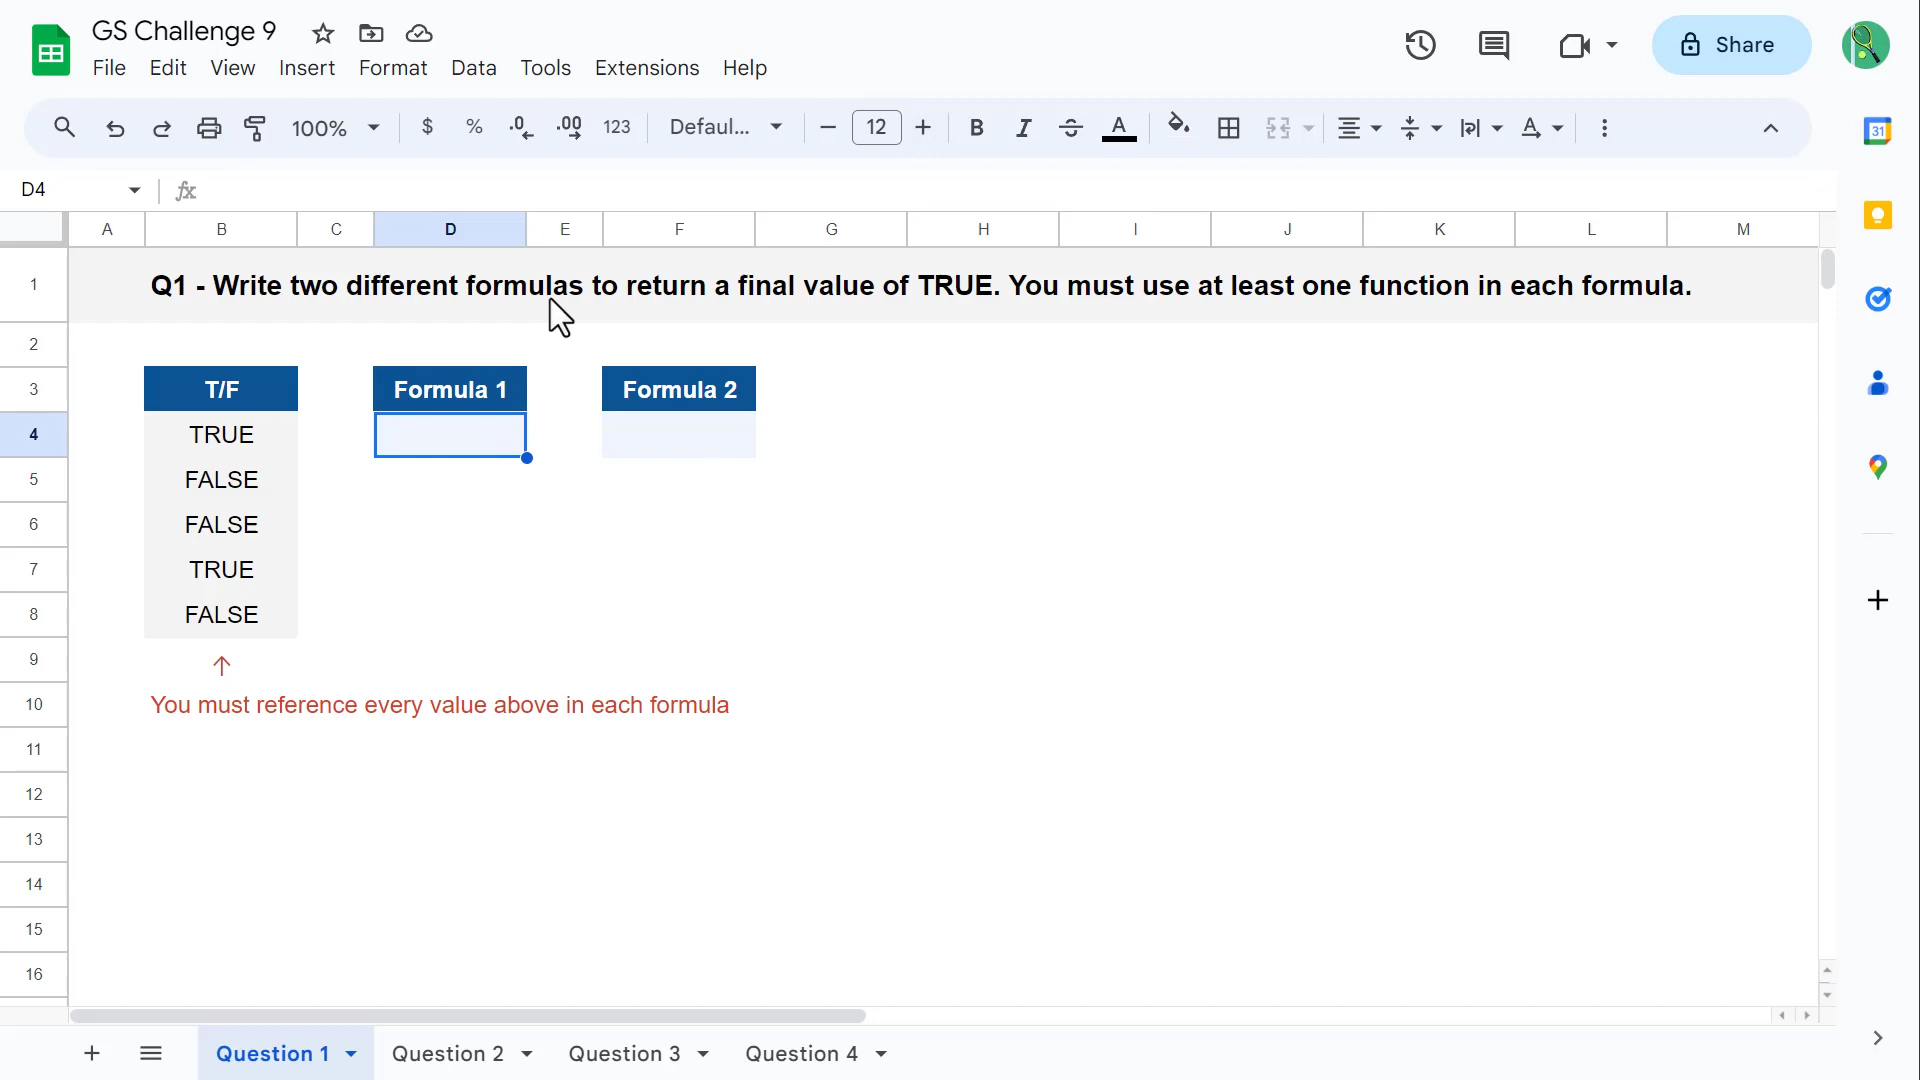 GS Challenge 9
File Edit View Insert Format Data Tools Extensions Help
Share
100% $ % .0 .00 123 Defaul... 12 B I S A A
31
D4 fx
A B C D E F G H I J K L M
1 Q1 - Write two different formulas to return a final value of TRUE. You must use at least one function in each formula.
2
3 T/F Formula 1 Formula 2
4 TRUE
5 FALSE
6 FALSE
7 TRUE
8 FALSE
9 ↑
10 You must reference every value above in each formula
11
12
13
14
15
16
Question 1 Question 2 Question 3 Question 4